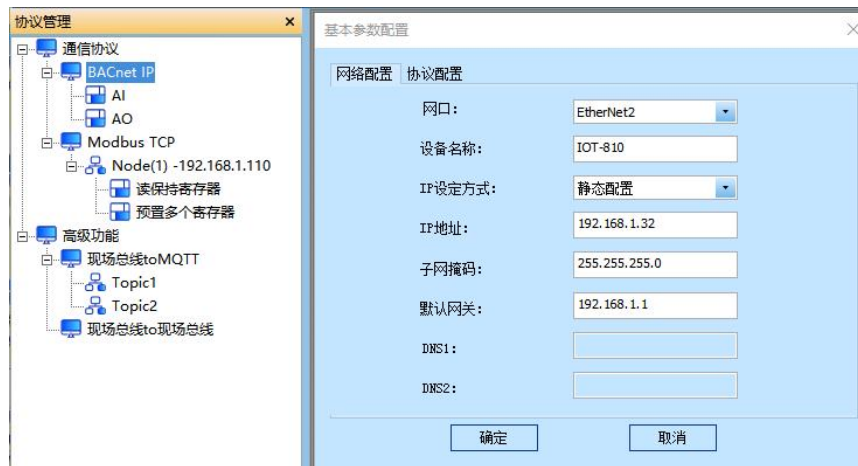 协议管理
通信协议
BACnet IP
AI
AO
Modbus TCP
Node(1) -192.168.1.110
读保持寄存器
预置多个寄存器
高级功能
现场总线toMQTT
Topic1
Topic2
现场总线to现场总线
基本参数配置
网络配置 协议配置
网口: EtherNet2
设备名称: IOT-810
IP设定方式: 静态配置
IP地址: 192.168.1.32
子网掩码: 255.255.255.0
默认网关: 192.168.1.1
DNS1:
DNS2:
确定 取消